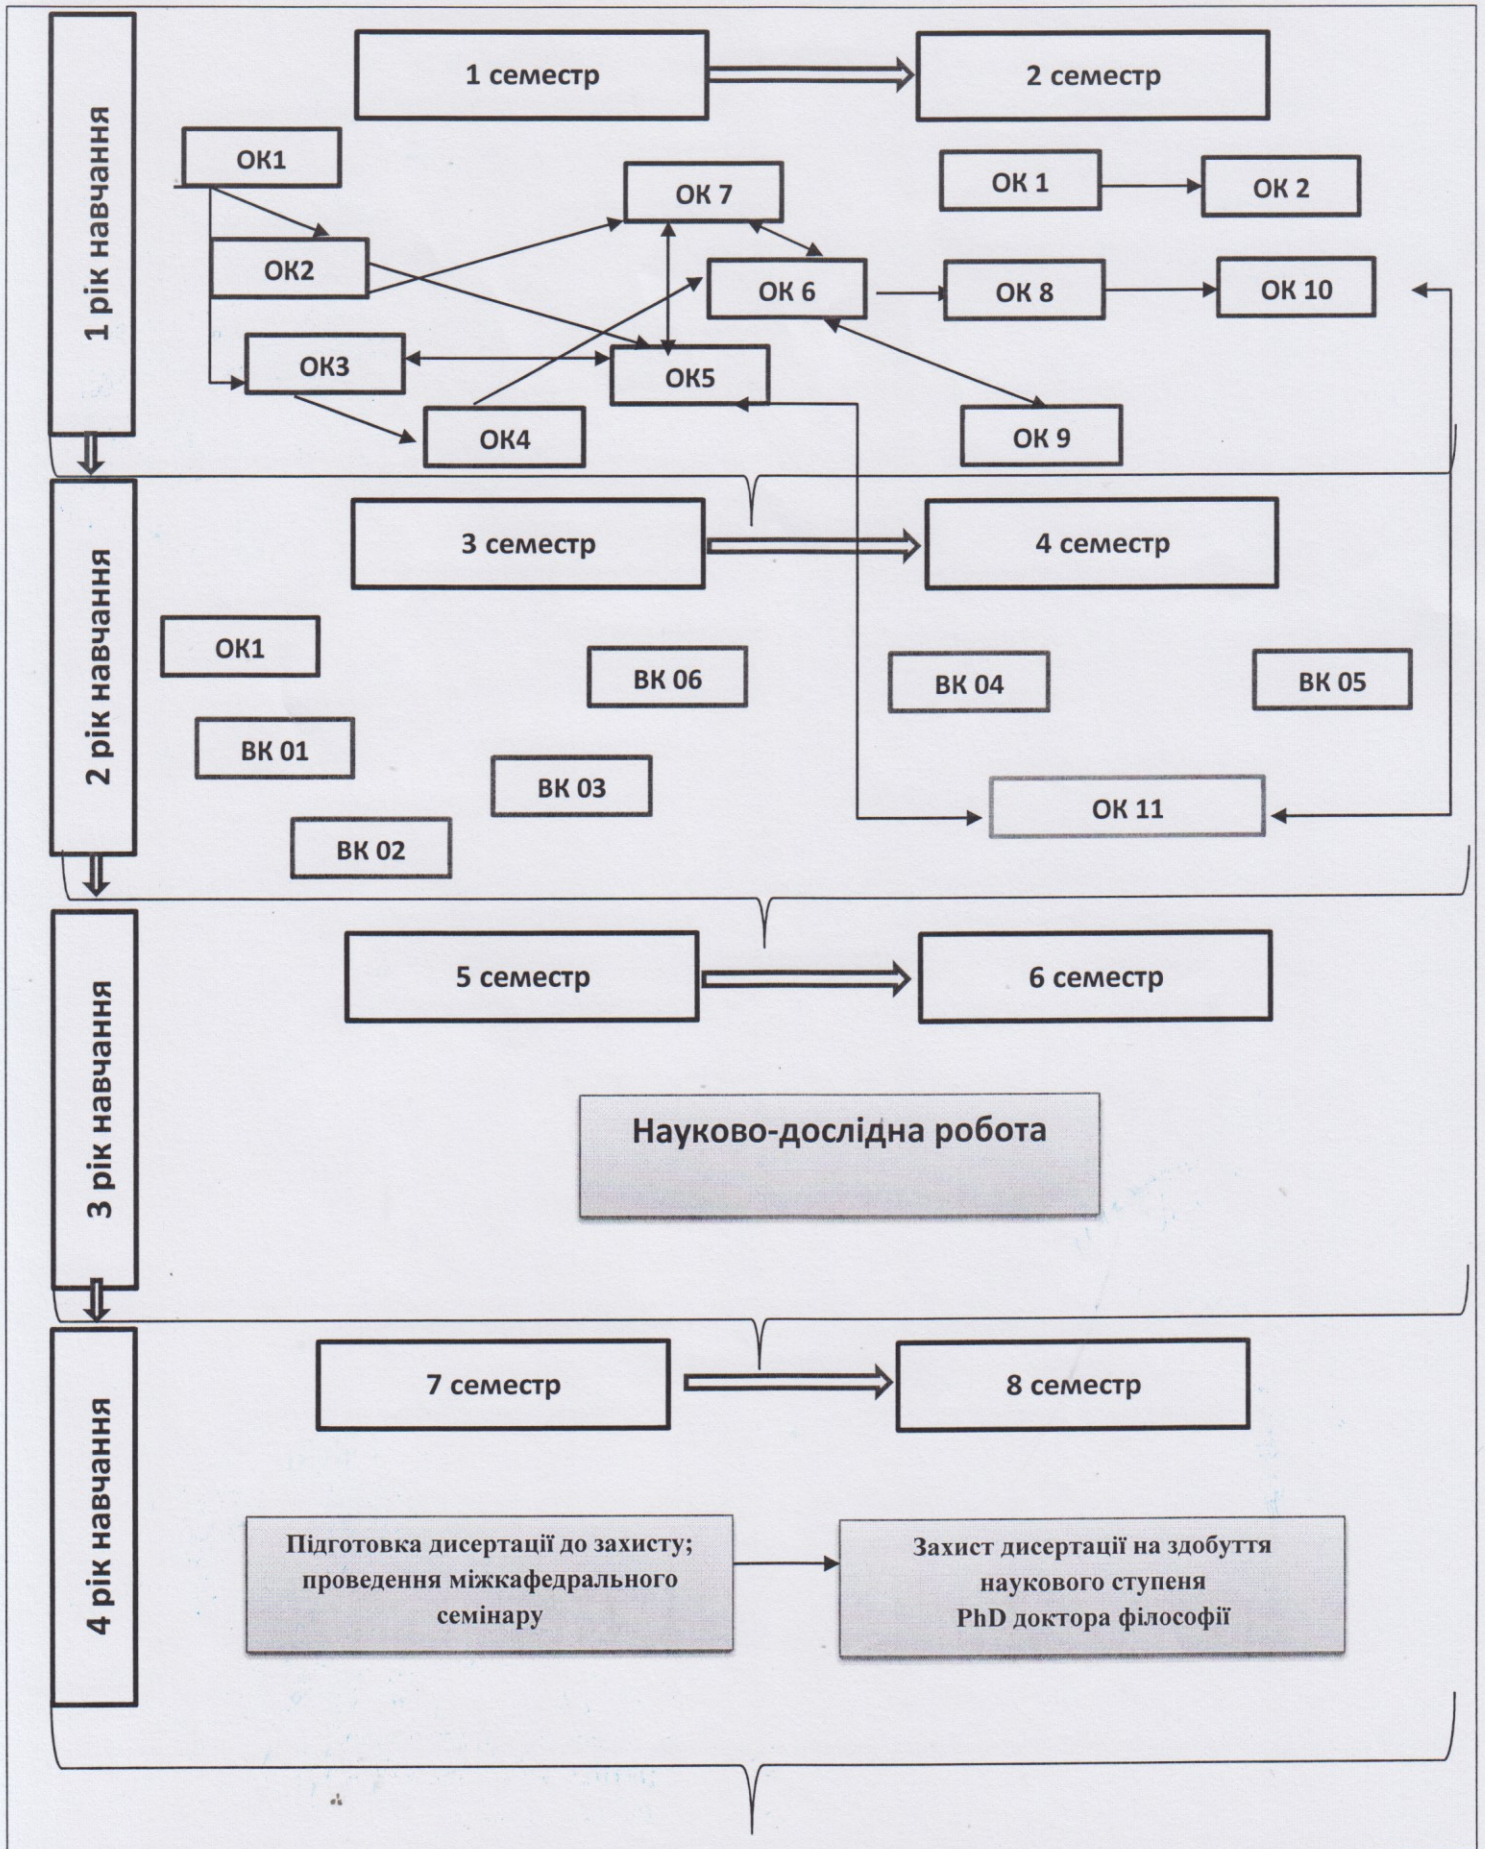 1 рік навчання
1 семестр
2 семестр
ОК1
ОК 7
ОК 1
ОК 2
ОК2
ОК 6
ОК 8
ОК 10
ОК3
ОК5
ОК4
ОК 9
2 рік навчання
3 семестр
4 семестр
ОК1
ВК 06
ВК 04
ВК 05
ВК 01
ВК 03
ОК 11
ВК 02
3 рік навчання
5 семестр
6 семестр
Науково-дослідна робота
4 рік навчання
7 семестр
8 семестр
Підготовка дисертації до захисту;
проведення міжкафедрального
семінару
Захист дисертації на здобуття
наукового ступеня
PhD доктора філософії